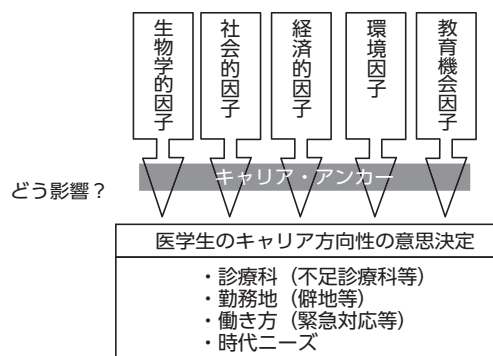 生物学的因子
社会的因子
経済的因子
環境因子
教育機会因子
キャリア・アンカー
どう影響？
医学生のキャリア方向性の意思決定
・診療科（不足診療科等）
・勤務地（僻地等）
・働き方（緊急対応等）
・時代ニーズ